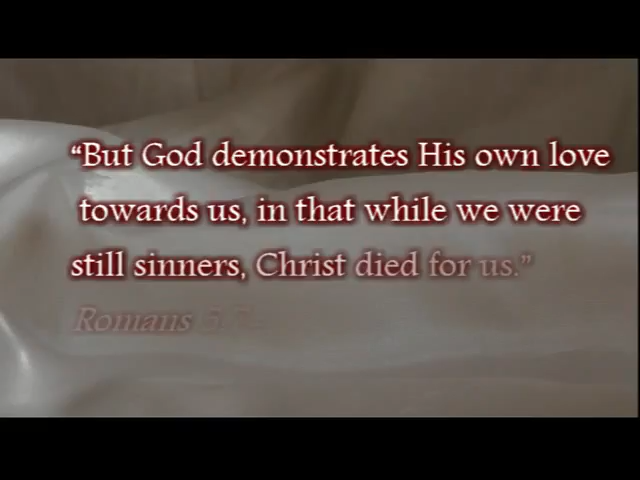 “But God demonstrates His own love
towards us, in that while we were
still sinners, Christ died for us.”
Romans